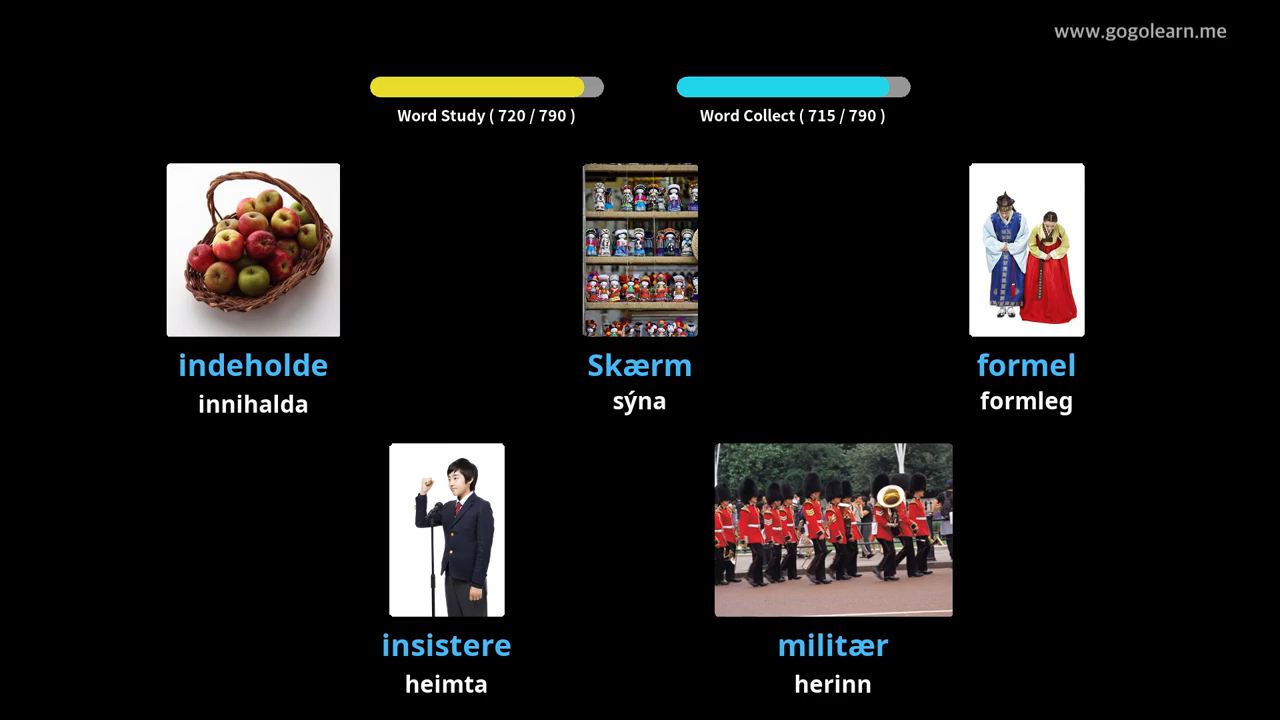 www.gogolearn.me
Word Study ( 720 / 790 )
Word Collect ( 715 / 790 )
indeholde
innihalda
Skærm
sýna
formel
formleg
insistere
heimta
militær
herinn